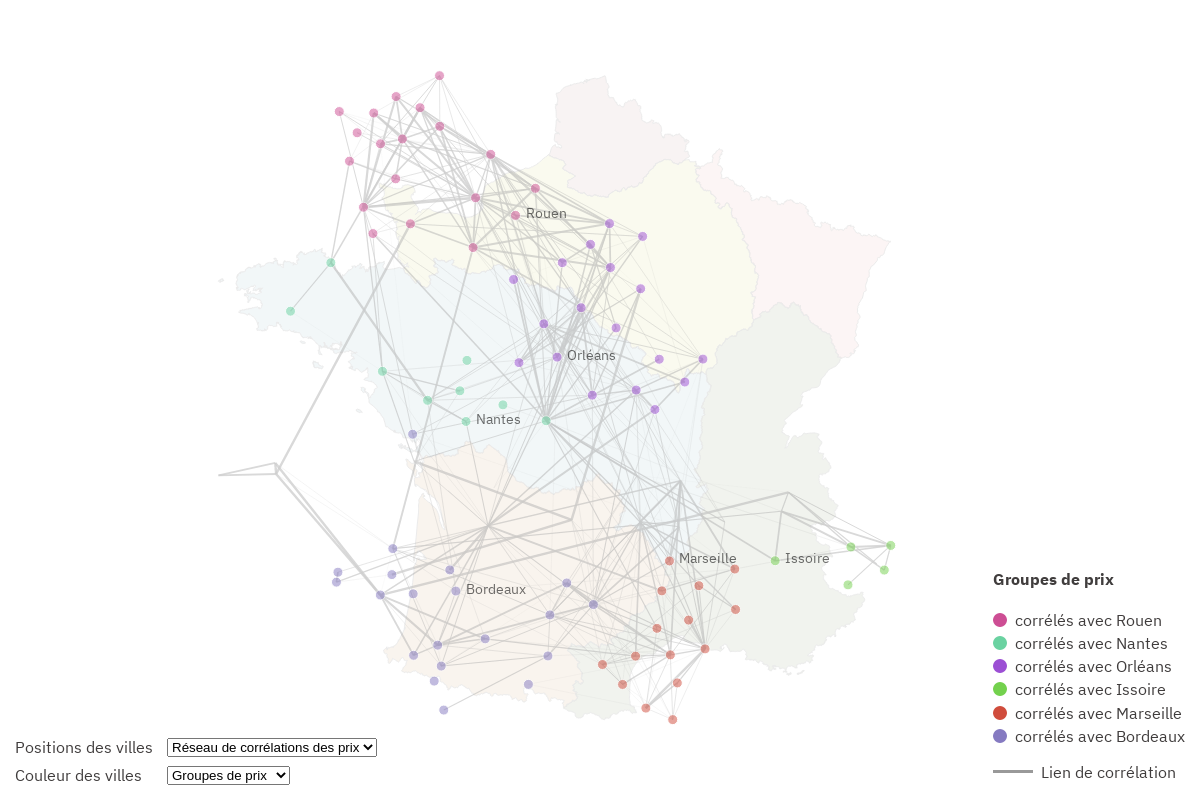 Rouen
Orléans
Nantes
Marseille
Issoire
Bordeaux
Groupes de prix
corrélés avec Rouen
corrélés avec Nantes
corrélés avec Orléans
corrélés avec Issoire
corrélés avec Marseille
corrélés avec Bordeaux
Lien de corrélation
Positions des villes Réseau de corrélations des prix
Couleur des villes Groupes de prix